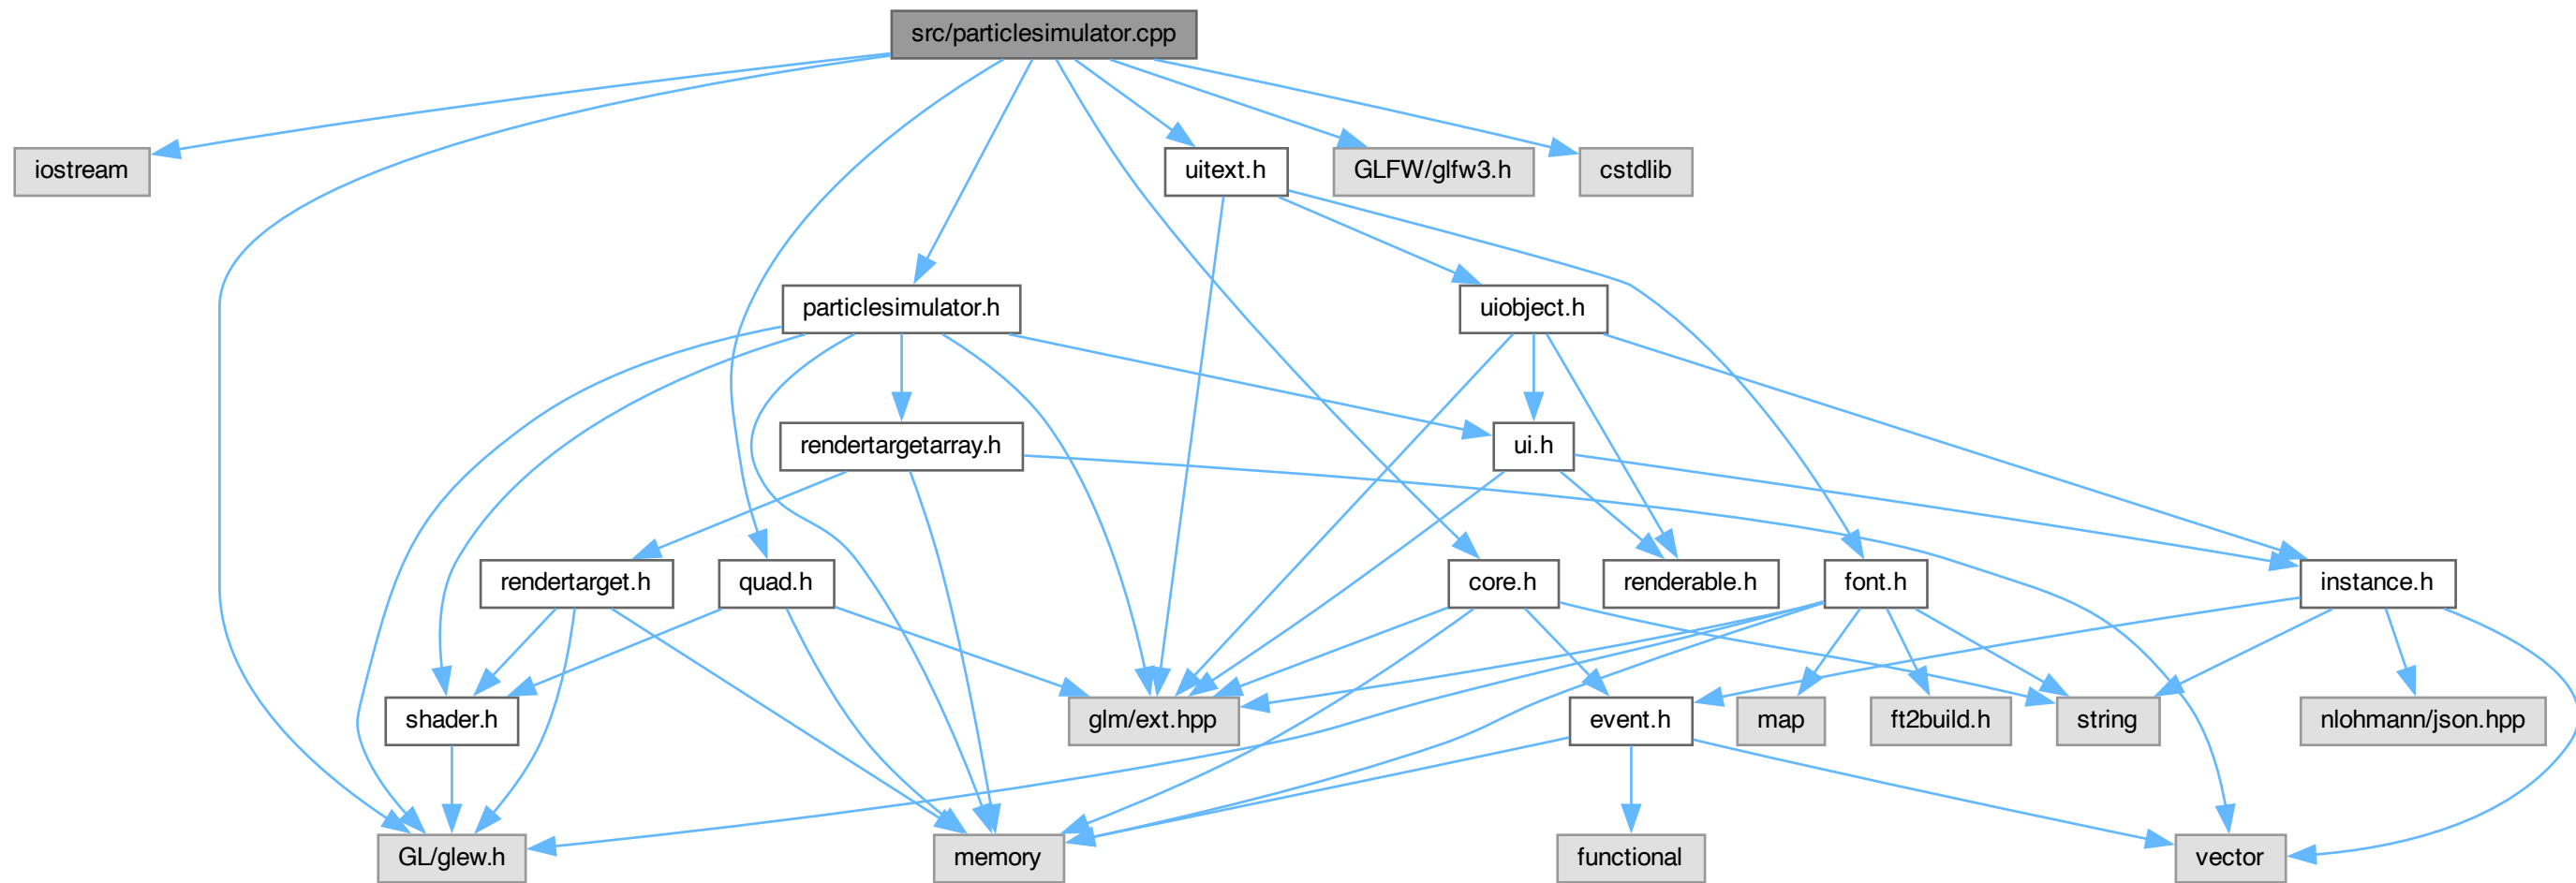 src/particlesimulator.cpp
iostream
uitext.h
GLFW/glfw3.h
cstdlib
particlesimulator.h
uiobject.h
rendertargetarray.h
ui.h
rendertarget.h
quad.h
core.h
renderable.h
font.h
instance.h
shader.h
glm/ext.hpp
event.h
map
ft2build.h
string
nlohmann/json.hpp
GL/glew.h
memory
functional
vector